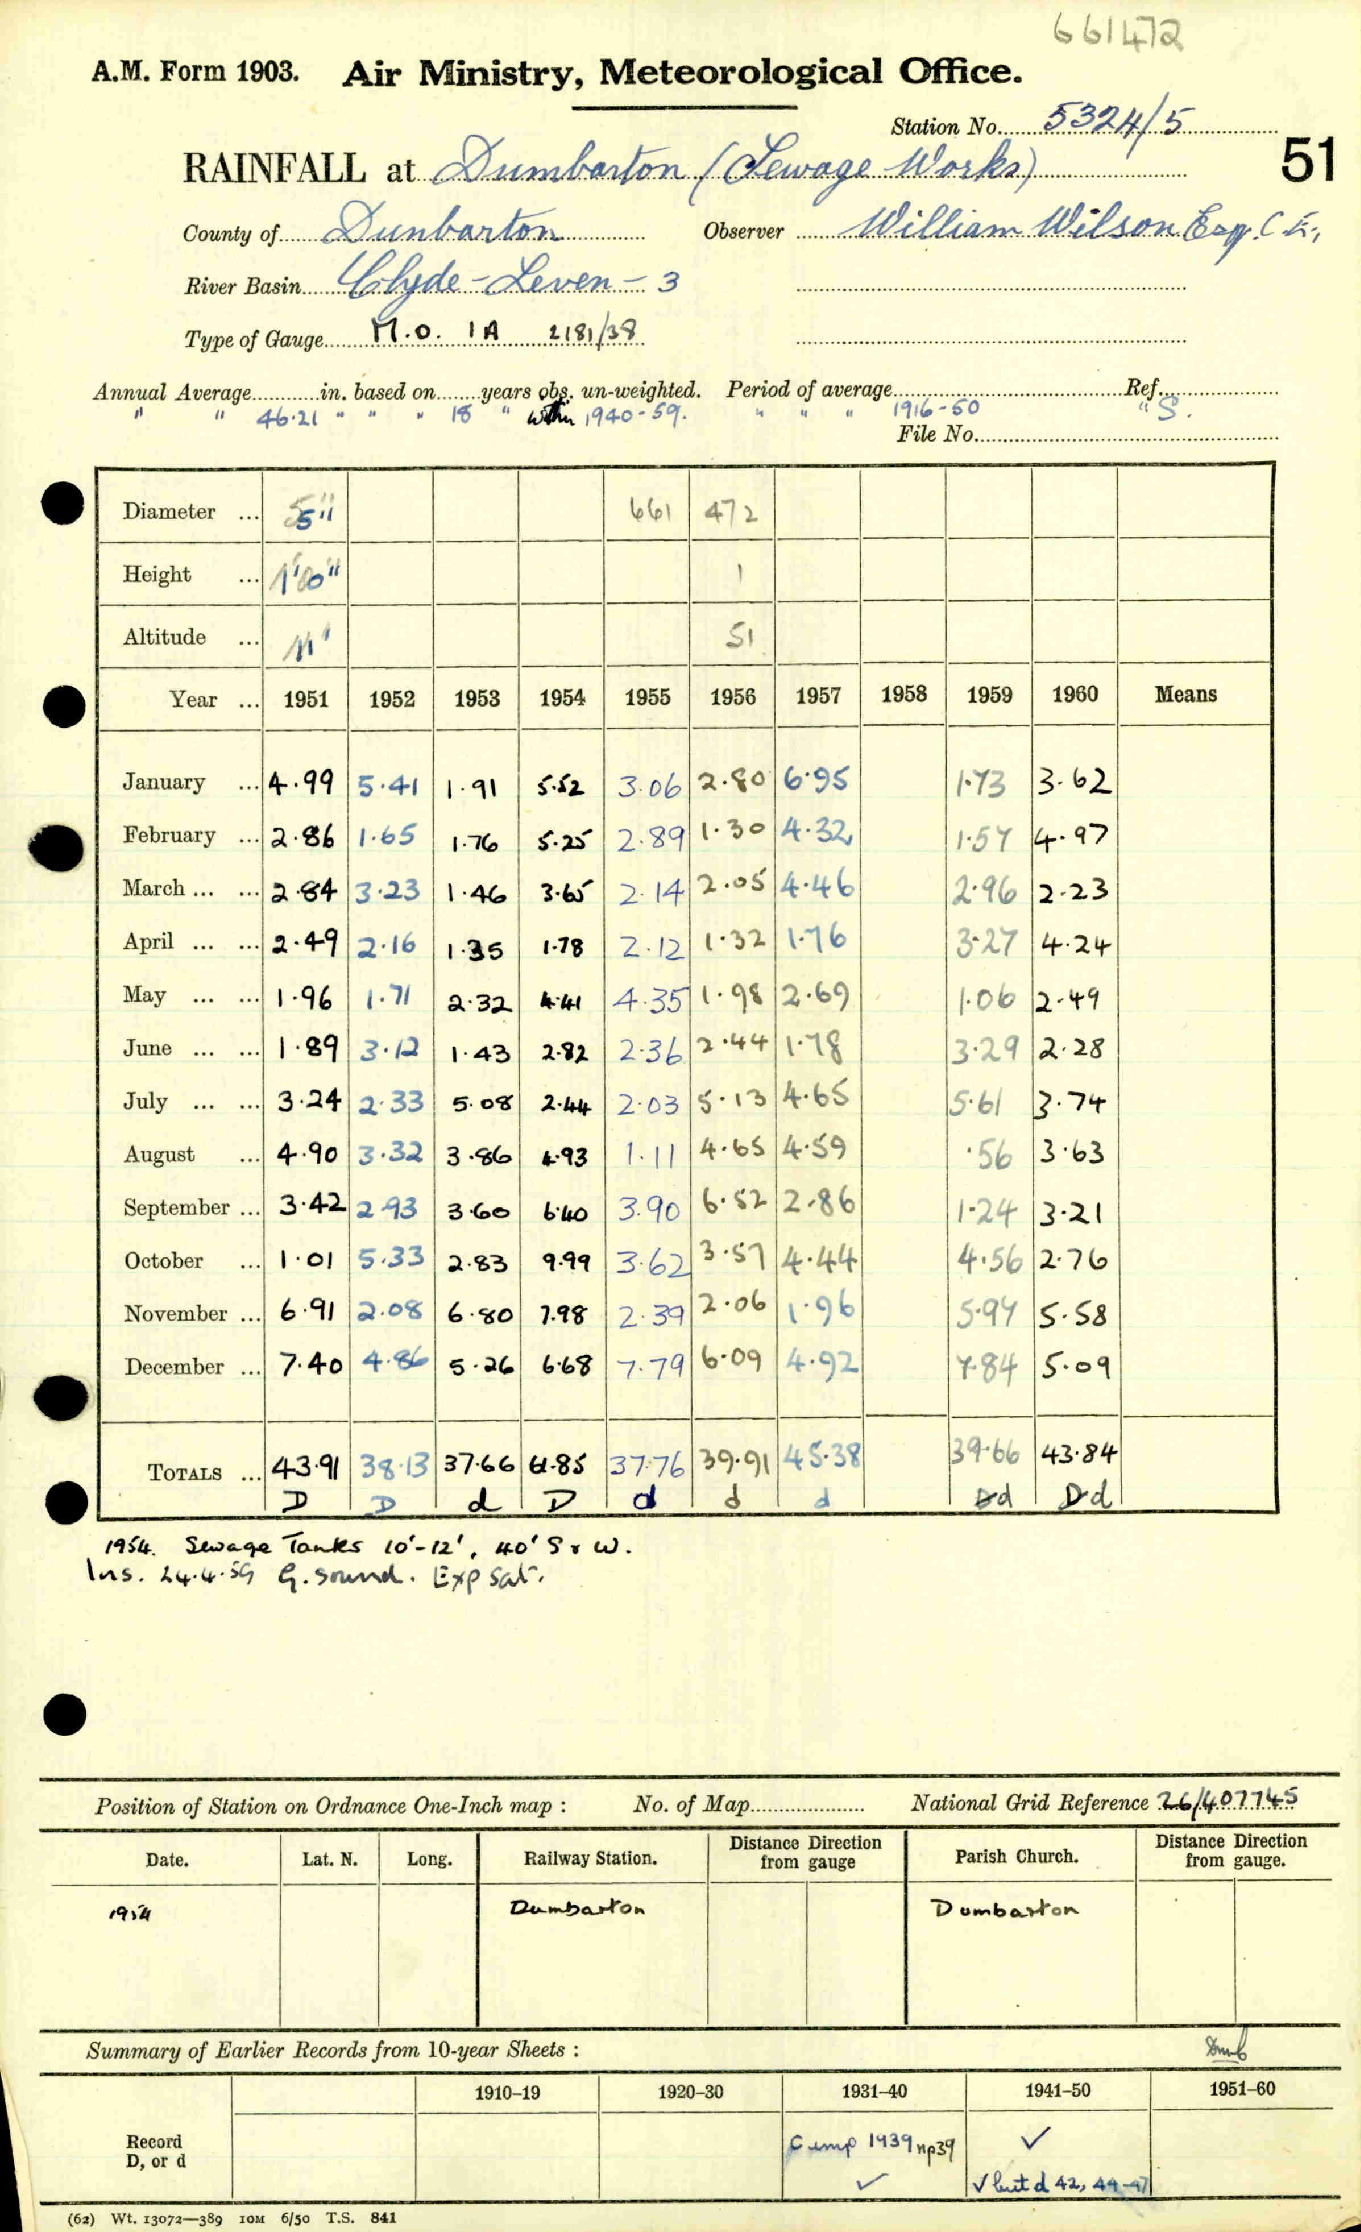 661472
A.M. Form 1903. Air Ministry, Meteorological Office.
Station No. 5324/5
RAINFALL at Dumbarton (Sewage Works) 51
County of Dunbarton Observer William Wilson Esqr. C.E.,
River Basin Clyde - Leven - 3
Type of Gauge M.O. 1A 2181/38
Annual Average in. based on years obs. un-weighted. Period of average Ref.
" " 46.21 " " " 18 " within 1940-59. " " " 1916-50 " S.
File No.
Diameter ... 5" 661 472
Height ... 1'00" 1
Altitude ... 11' 51
Year ... 1951 1952 1953 1954 1955 1956 1957 1958 1959 1960 Means
January ... 4.99 5.41 1.91 5.52 3.06 2.80 6.95 1.73 3.62
February ... 2.86 1.65 1.76 5.25 2.89 1.30 4.32 1.57 4.97
March ... ... 2.84 3.23 1.46 3.65 2.14 2.05 4.46 2.96 2.23
April ... ... 2.49 2.16 1.35 1.78 2.12 1.32 1.76 3.27 4.24
May ... ... 1.96 1.71 2.32 4.41 4.35 1.98 2.69 1.06 2.49
June ... ... 1.89 3.12 1.43 2.82 2.36 2.44 1.78 3.29 2.28
July ... ... 3.24 2.33 5.08 2.44 2.03 5.13 4.65 5.61 3.74
August ... 4.90 3.32 3.86 4.93 1.11 4.65 4.59 .56 3.63
September ... 3.42 2.93 3.60 6.40 3.90 6.52 2.86 1.24 3.21
October ... 1.01 5.33 2.83 9.99 3.62 3.57 4.44 4.56 2.76
November ... 6.91 2.08 6.80 7.98 2.39 2.06 1.96 5.97 5.58
December ... 7.40 4.86 5.26 6.68 7.79 6.09 4.92 7.84 5.09
TOTALS ... 43.91 38.13 37.66 61.85 37.76 39.91 45.38 39.66 43.84
D D d D d d d Dd Dd
1954. Sewage Tanks 10'-12', 40' S & W.
Ins. 24.4.59 G. sound. Exp sat.
Position of Station on Ordnance One-Inch map : No. of Map National Grid Reference 26/407745
Date. Lat. N. Long. Railway Station. Distance Direction from gauge Parish Church. Distance Direction from gauge.
1954 Dumbarton Dumbarton
Summary of Earlier Records from 10-year Sheets : Dumb
1910–19 1920–30 1931–40 1941–50 1951–60
Record D, or d Comp 1939 np39 ✓ ✓
✓ but d 42, 44-47
(62) Wt. 13072—389 10M 6/50 T.S. 841